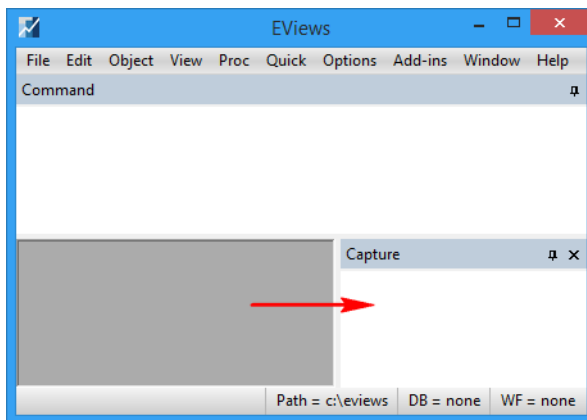 EViews
File Edit Object View Proc Quick Options Add-ins Window Help
Command
Capture
Path = c:\eviews DB = none WF = none